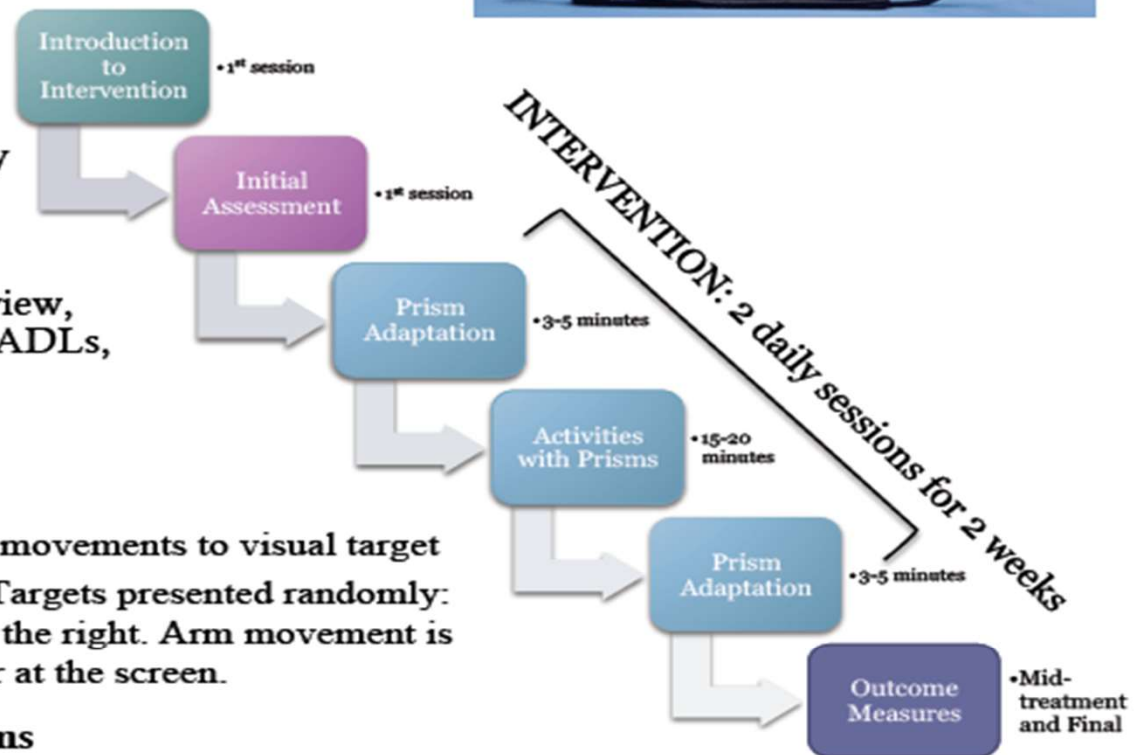 Introduction
to
Intervention
•1st session
Initial
Assessment
•1st session
INTERVENTION: 2 daily sessions for 2 weeks
Prism
Adaptation
•3-5 minutes
Activities
with Prisms
•15-20
minutes
Prism
Adaptation
•3-5 minutes
Outcome
Measures
•Mid-
treatment
and Final
y
iew,
ADLs,
movements to visual target
Targets presented randomly:
the right. Arm movement is
r at the screen.
ns